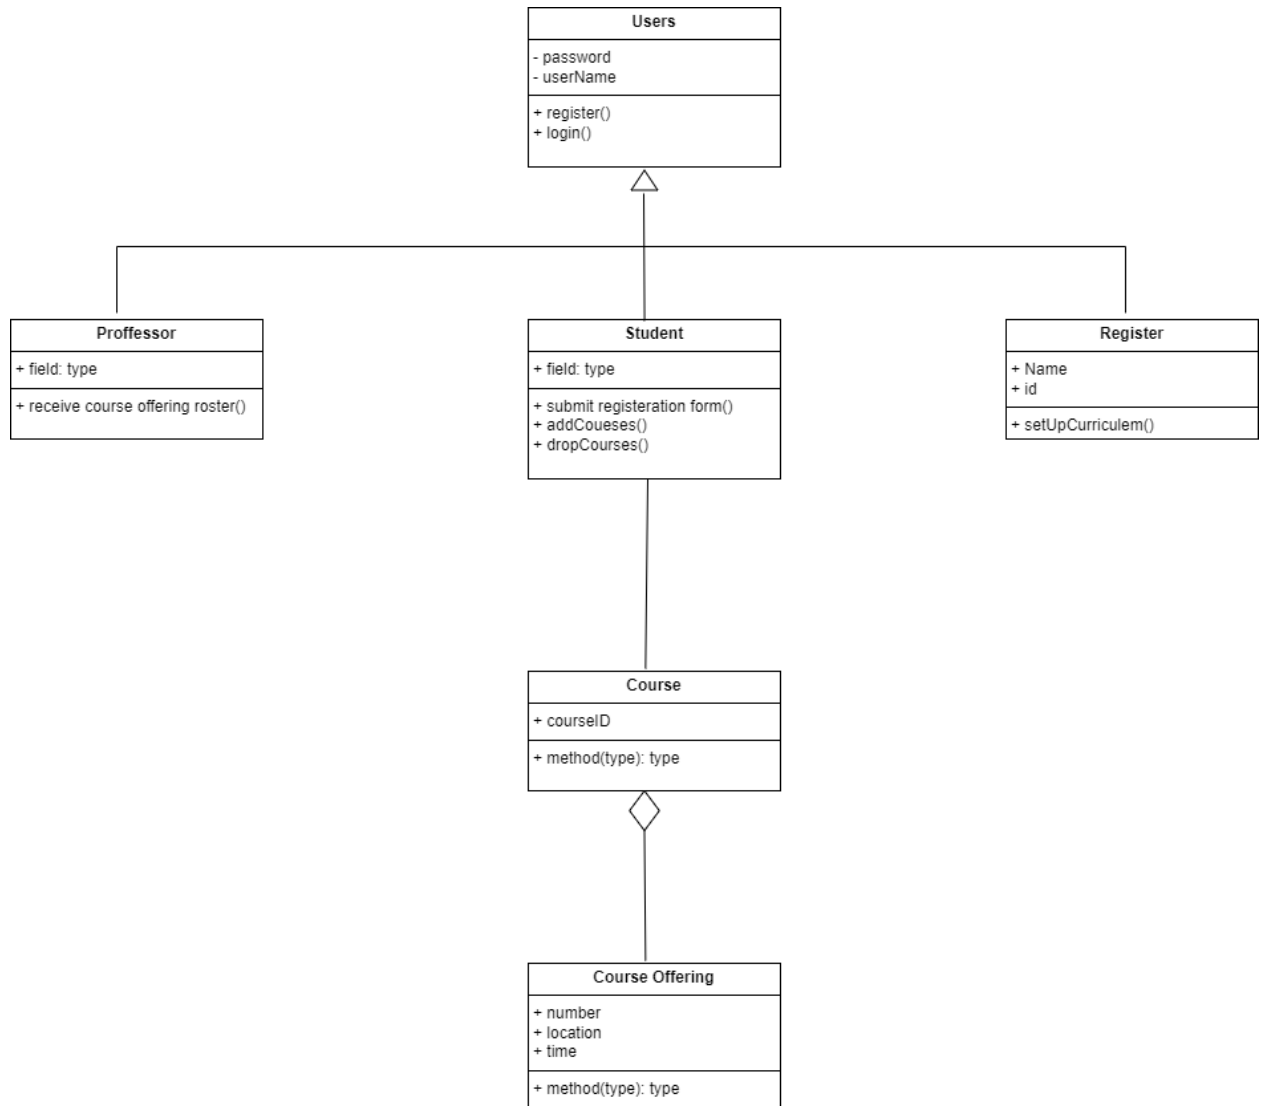 Users
- password
- userName
+ register()
+ login()
Proffessor
+ field: type
+ receive course offering roster()
Student
+ field: type
+ submit registeration form()
+ addCoueses()
+ dropCourses()
Register
+ Name
+ id
+ setUpCurriculem()
Course
+ courseID
+ method(type): type
Course Offering
+ number
+ location
+ time
+ method(type): type